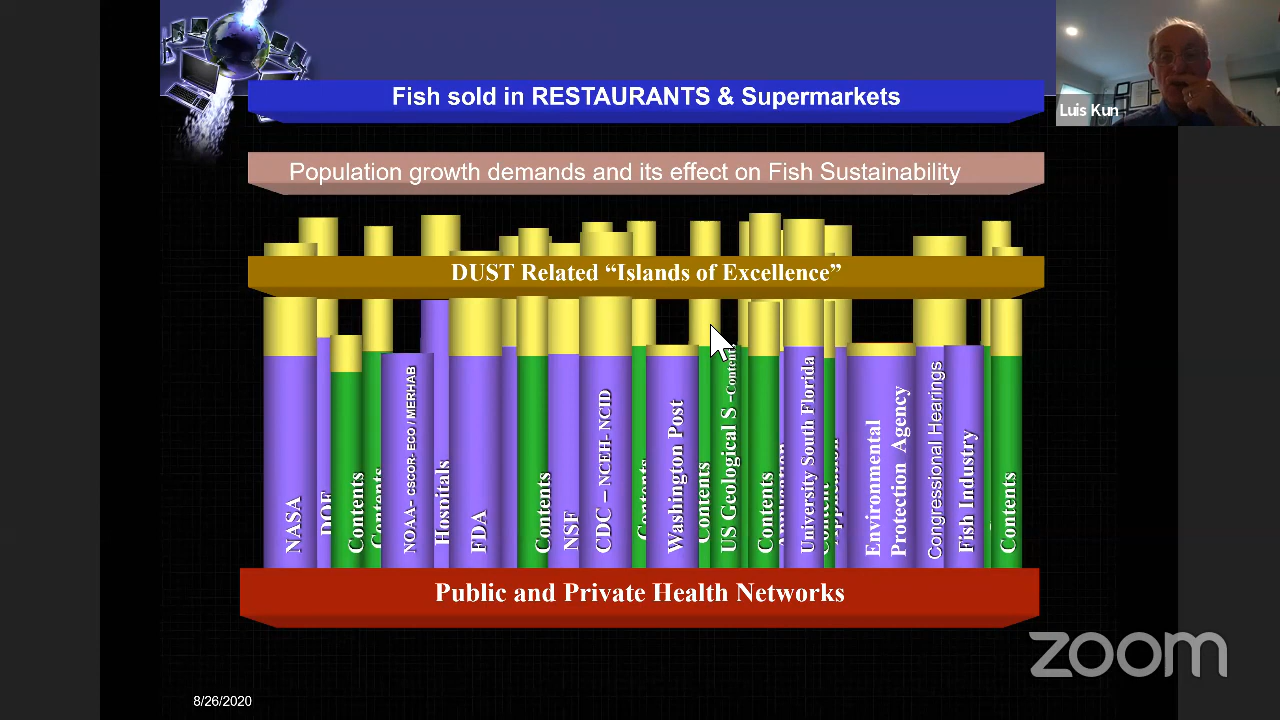 Fish sold in RESTAURANTS & Supermarkets
Luis Kun
Population growth demands and its effect on Fish Sustainability
DUST Related “Islands of Excellence”
NASA
Contents
Contents
NOAA- CSCOR- ECO / MERHAB
Hospitals
FDA
Contents
NSF
CDC – NCEH- NCID
Contents
Washington Post
Contents
US Geological S -Content,
Contents
University South Florida
Environmental
Protection Agency
Congressional Hearings
Fish Industry
Contents
Public and Private Health Networks
zoom
8/26/2020